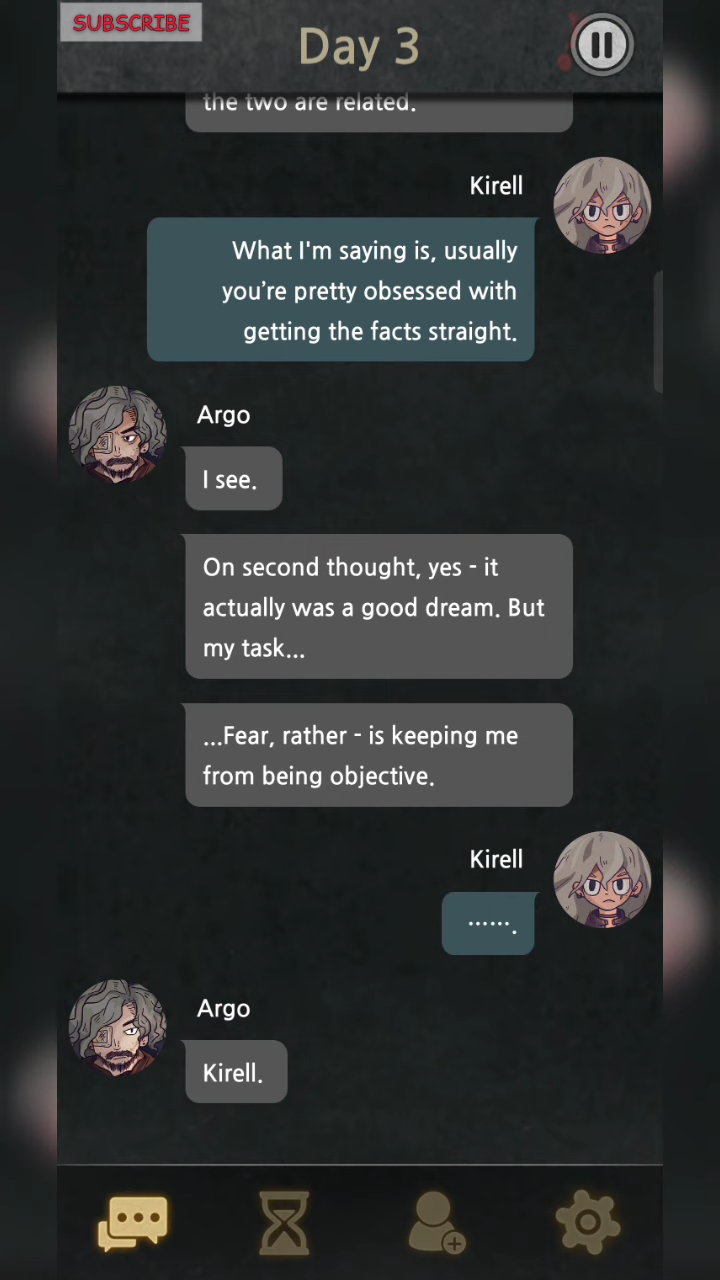 SUBSCRIBE
Day 3
the two are related.
Kirell
What I'm saying is, usually
you’re pretty obsessed with
getting the facts straight.
Argo
I see.
On second thought, yes - it
actually was a good dream. But
my task...
...Fear, rather - is keeping me
from being objective.
Kirell
…….
Argo
Kirell.